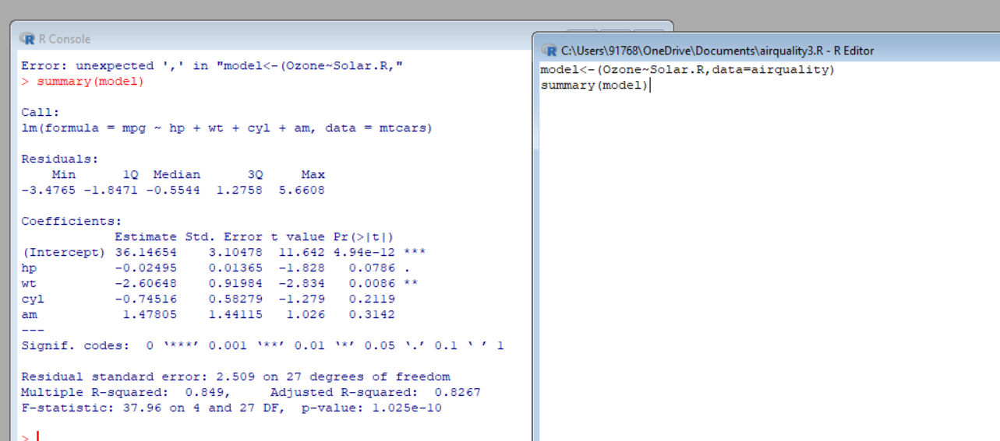 R Console
Error: unexpected ',' in "model<-(Ozone~Solar.R,"
> summary(model)
Call:
lm(formula = mpg ~ hp + wt + cyl + am, data = mtcars)
Residuals:
    Min      1Q  Median      3Q     Max
-3.4765 -1.8471 -0.5544  1.2758  5.6608
Coefficients:
            Estimate Std. Error t value Pr(>|t|)
(Intercept) 36.14654    3.10478  11.642 4.94e-12 ***
hp          -0.02495    0.01365  -1.828   0.0786 .
wt          -2.60648    0.91984  -2.834   0.0086 **
cyl         -0.74516    0.58279  -1.279   0.2119
am           1.47805    1.44115   1.026   0.3142
---
Signif. codes:  0 ‘***’ 0.001 ‘**’ 0.01 ‘*’ 0.05 ‘.’ 0.1 ‘ ’ 1
Residual standard error: 2.509 on 27 degrees of freedom
Multiple R-squared:  0.849,     Adjusted R-squared:  0.8267
F-statistic: 37.96 on 4 and 27 DF,  p-value: 1.025e-10
>
C:\Users\91768\OneDrive\Documents\airquality3.R - R Editor
model<-(Ozone~Solar.R,data=airquality)
summary(model)